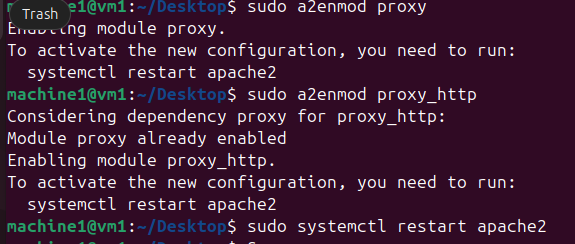 machine1@vm1:~/Desktop$ sudo a2enmod proxy
Trash
Enabling module proxy.
To activate the new configuration, you need to run:
  systemctl restart apache2
machine1@vm1:~/Desktop$ sudo a2enmod proxy_http
Considering dependency proxy for proxy_http:
Module proxy already enabled
Enabling module proxy_http.
To activate the new configuration, you need to run:
  systemctl restart apache2
machine1@vm1:~/Desktop$ sudo systemctl restart apache2